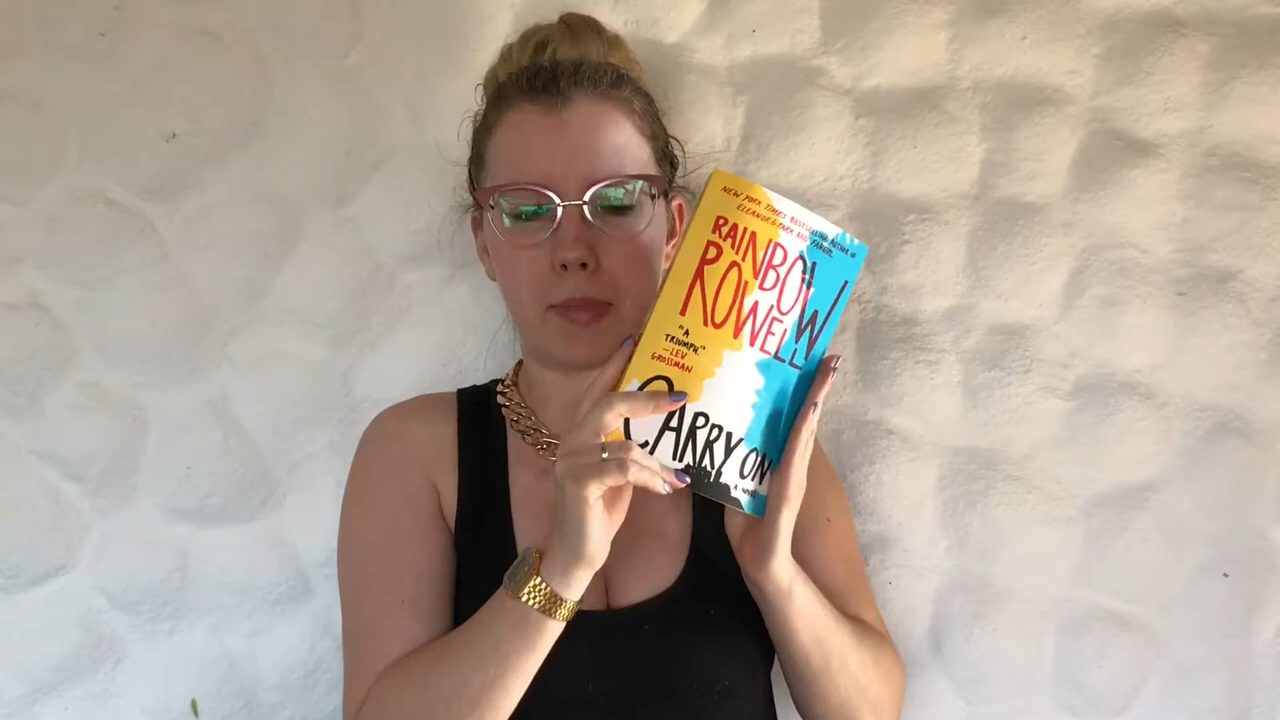 NEW YORK TIMES BESTSELLING AUTHOR OF
ELEANOR & PARK AND FANGIRL
RAINBOW
ROWELL
"A
TRIUMPH."
—LEV
GROSSMAN
CARRY ON
A NOVEL